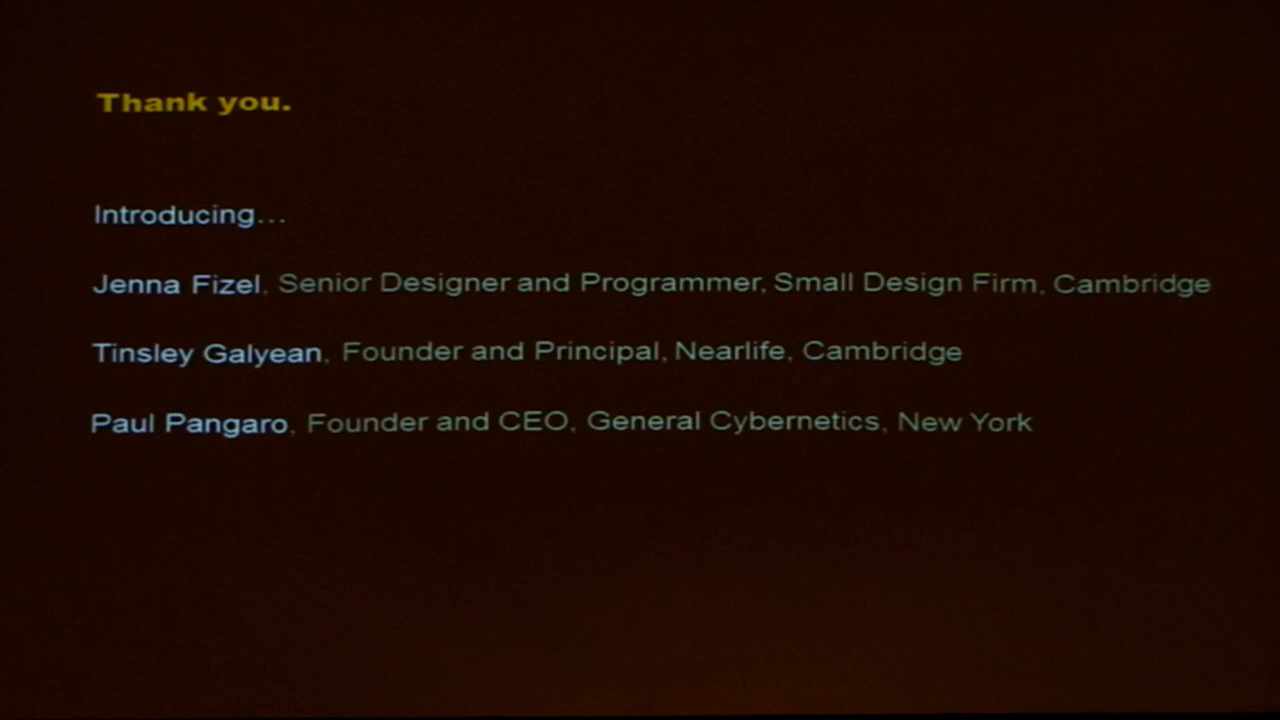 Thank you.
Introducing...
Jenna Fizel, Senior Designer and Programmer, Small Design Firm, Cambridge
Tinsley Galyean, Founder and Principal, Nearlife, Cambridge
Paul Pangaro, Founder and CEO, General Cybernetics, New York